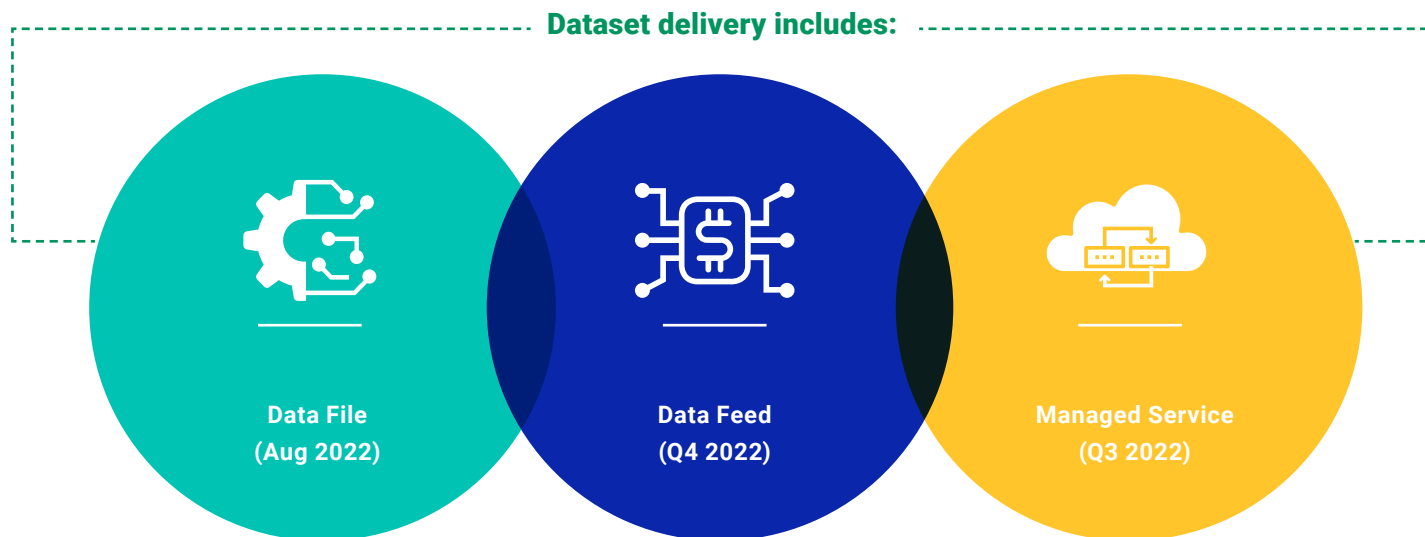 Dataset delivery includes:
Data File
(Aug 2022)
Data Feed
(Q4 2022)
Managed Service
(Q3 2022)